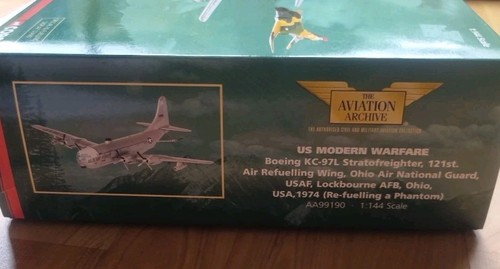 THE
AVIATION
ARCHIVE
US MODERN WARFARE
Boeing KC-97L Stratofreighter, 121st.
Air Refuelling Wing, Ohio Air National Guard,
USAF, Lockbourne AFB, Ohio,
USA,1974 (Re-fuelling a Phantom)
AA99190 - 1:144 Scale